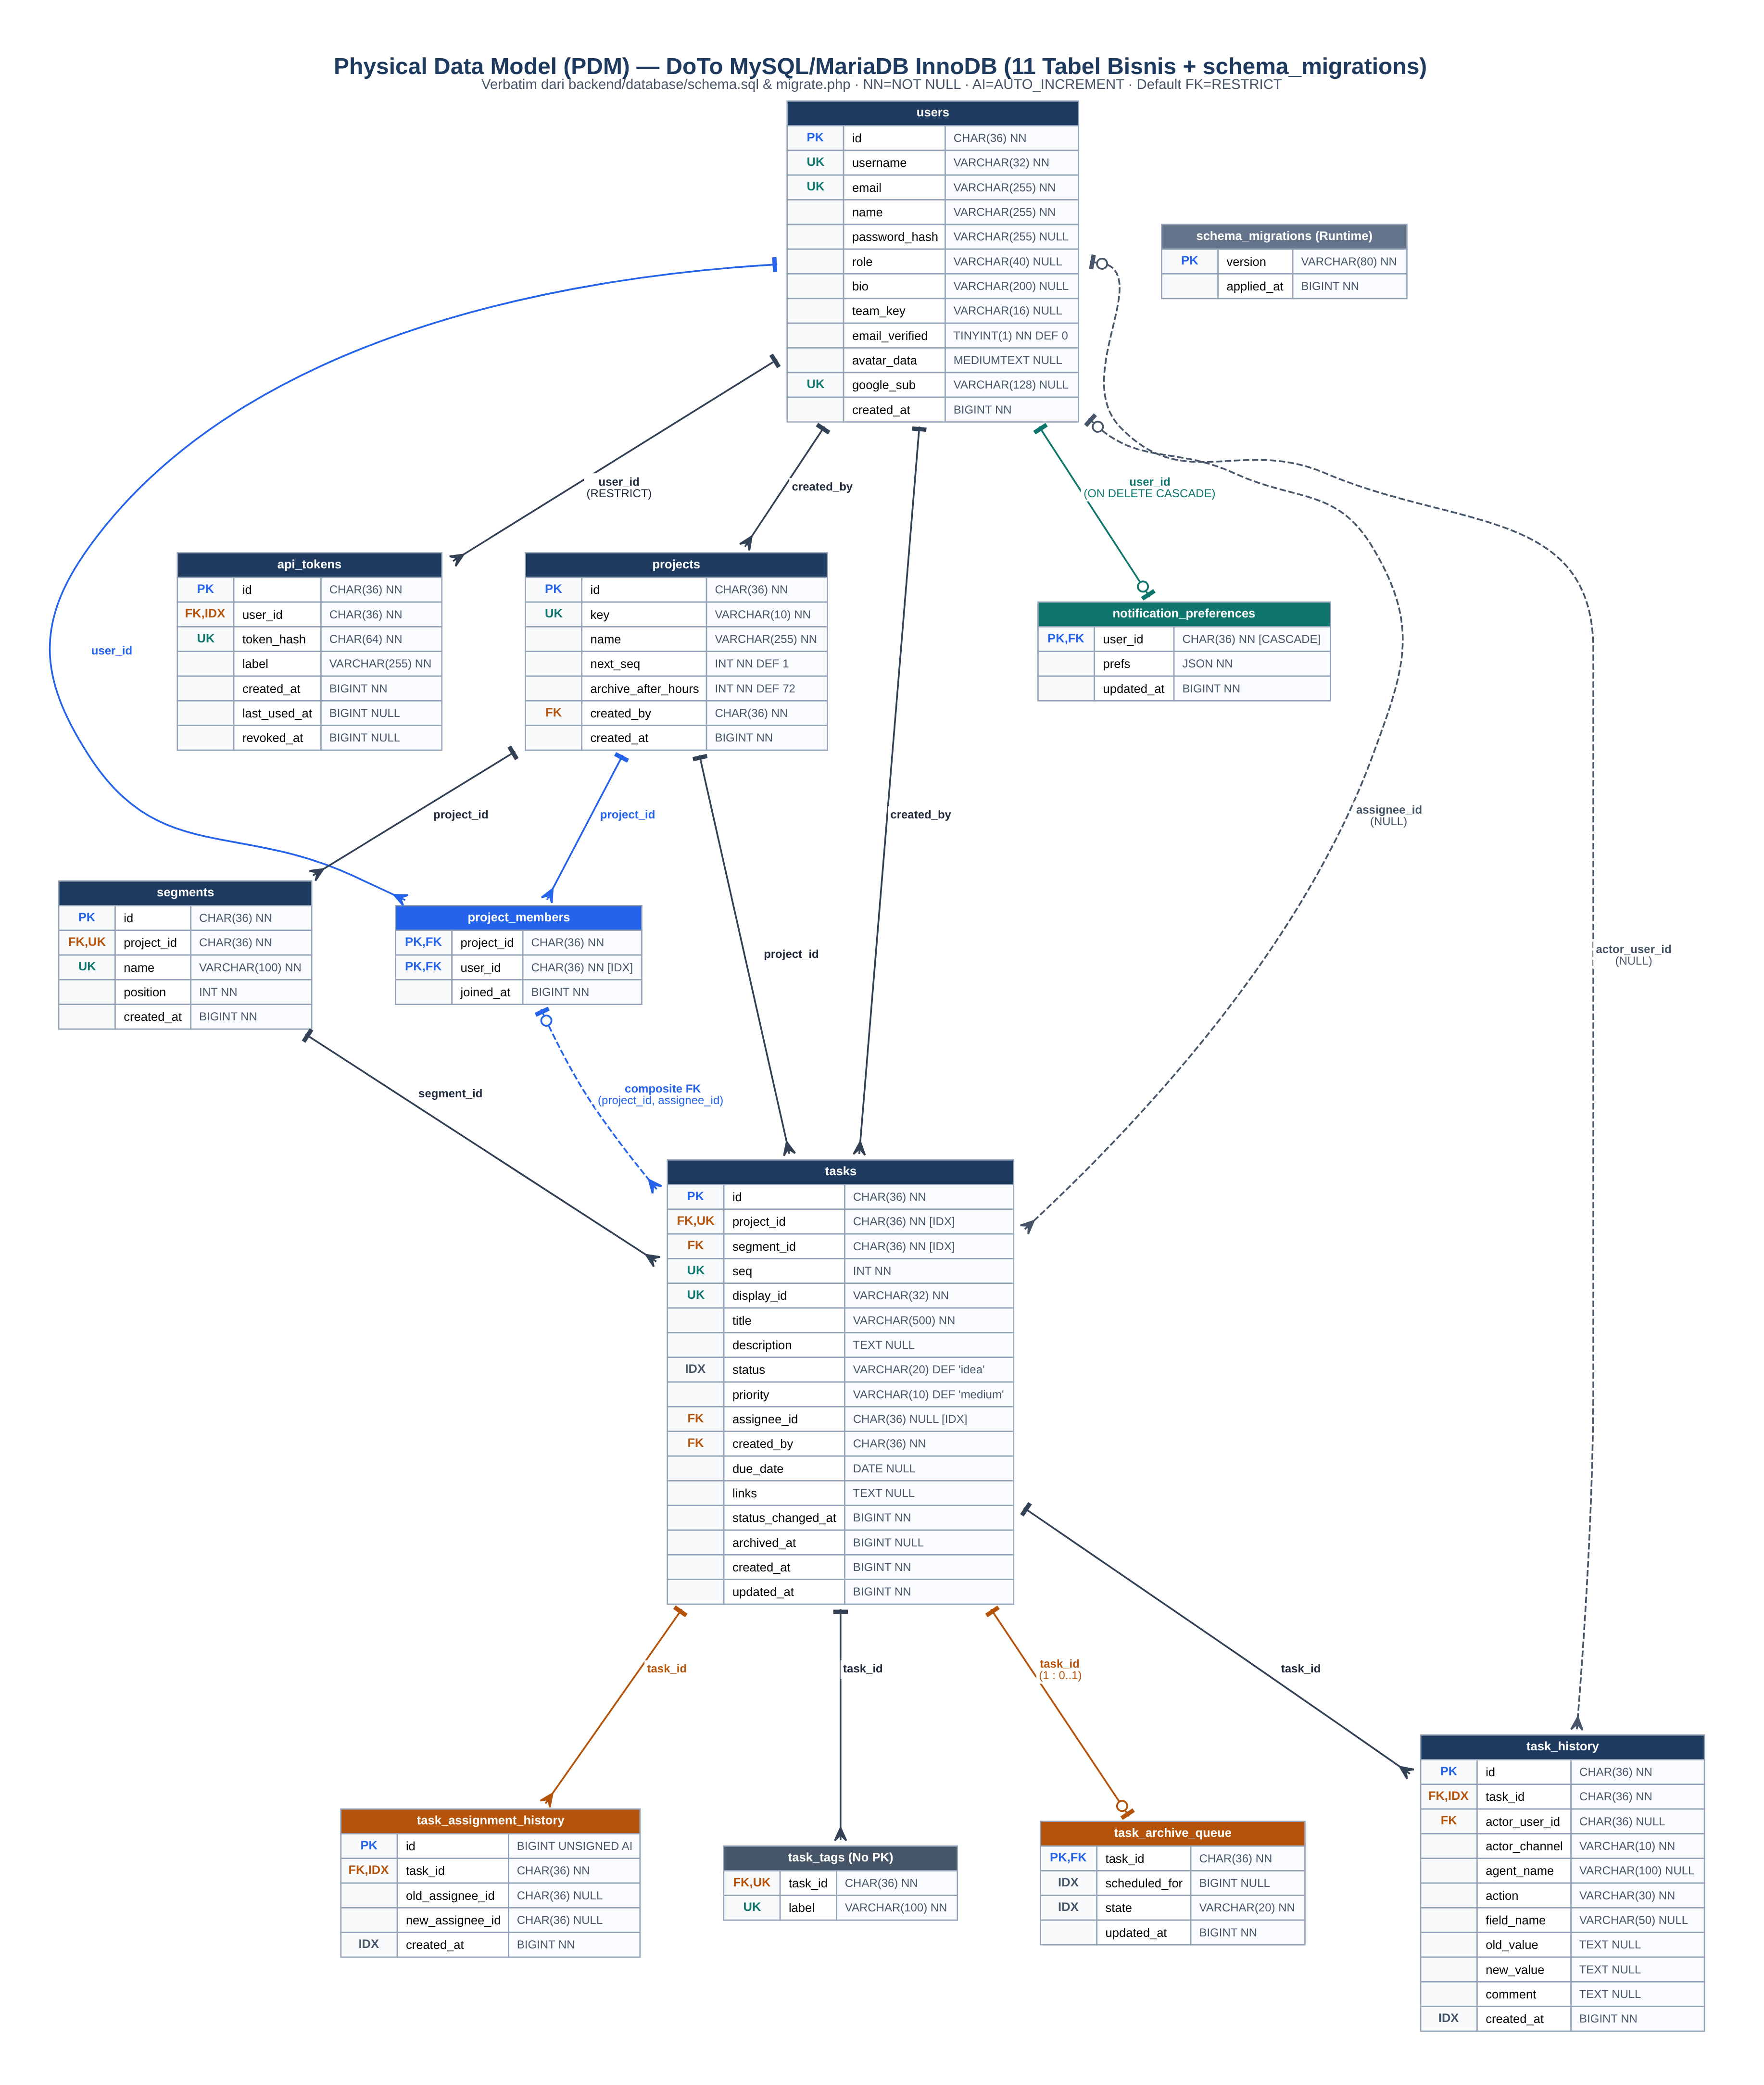 Physical Data Model (PDM) — DoTo MySQL/MariaDB InnoDB (11 Tabel Bisnis + schema_migrations)
Verbatim dari backend/database/schema.sql & migrate.php · NN=NOT NULL · AI=AUTO_INCREMENT · Default FK=RESTRICT
users
PK id CHAR(36) NN
UK username VARCHAR(32) NN
UK email VARCHAR(255) NN
name VARCHAR(255) NN
password_hash VARCHAR(255) NULL
role VARCHAR(40) NULL
bio VARCHAR(200) NULL
team_key VARCHAR(16) NULL
email_verified TINYINT(1) NN DEF 0
avatar_data MEDIUMTEXT NULL
UK google_sub VARCHAR(128) NULL
created_at BIGINT NN
schema_migrations (Runtime)
PK version VARCHAR(80) NN
applied_at BIGINT NN
user_id
(RESTRICT)
created_by
user_id
(ON DELETE CASCADE)
api_tokens
PK id CHAR(36) NN
FK,IDX user_id CHAR(36) NN
UK token_hash CHAR(64) NN
label VARCHAR(255) NN
created_at BIGINT NN
last_used_at BIGINT NULL
revoked_at BIGINT NULL
projects
PK id CHAR(36) NN
UK key VARCHAR(10) NN
name VARCHAR(255) NN
next_seq INT NN DEF 1
archive_after_hours INT NN DEF 72
FK created_by CHAR(36) NN
created_at BIGINT NN
notification_preferences
PK,FK user_id CHAR(36) NN [CASCADE]
prefs JSON NN
updated_at BIGINT NN
user_id
project_id
project_id
created_by
assignee_id
(NULL)
segments
PK id CHAR(36) NN
FK,UK project_id CHAR(36) NN
UK name VARCHAR(100) NN
position INT NN
created_at BIGINT NN
project_members
PK,FK project_id CHAR(36) NN
PK,FK user_id CHAR(36) NN [IDX]
joined_at BIGINT NN
project_id
actor_user_id
(NULL)
segment_id
composite FK
(project_id, assignee_id)
tasks
PK id CHAR(36) NN
FK,UK project_id CHAR(36) NN [IDX]
FK segment_id CHAR(36) NN [IDX]
UK seq INT NN
UK display_id VARCHAR(32) NN
title VARCHAR(500) NN
description TEXT NULL
IDX status VARCHAR(20) DEF 'idea'
priority VARCHAR(10) DEF 'medium'
FK assignee_id CHAR(36) NULL [IDX]
FK created_by CHAR(36) NN
due_date DATE NULL
links TEXT NULL
status_changed_at BIGINT NN
archived_at BIGINT NULL
created_at BIGINT NN
updated_at BIGINT NN
task_id
task_id
task_id
(1 : 0..1)
task_id
task_assignment_history
PK id BIGINT UNSIGNED AI
FK,IDX task_id CHAR(36) NN
old_assignee_id CHAR(36) NULL
new_assignee_id CHAR(36) NULL
IDX created_at BIGINT NN
task_tags (No PK)
FK,UK task_id CHAR(36) NN
UK label VARCHAR(100) NN
task_archive_queue
PK,FK task_id CHAR(36) NN
IDX scheduled_for BIGINT NULL
IDX state VARCHAR(20) NN
updated_at BIGINT NN
task_history
PK id CHAR(36) NN
FK,IDX task_id CHAR(36) NN
FK actor_user_id CHAR(36) NULL
actor_channel VARCHAR(10) NN
agent_name VARCHAR(100) NULL
action VARCHAR(30) NN
field_name VARCHAR(50) NULL
old_value TEXT NULL
new_value TEXT NULL
comment TEXT NULL
IDX created_at BIGINT NN